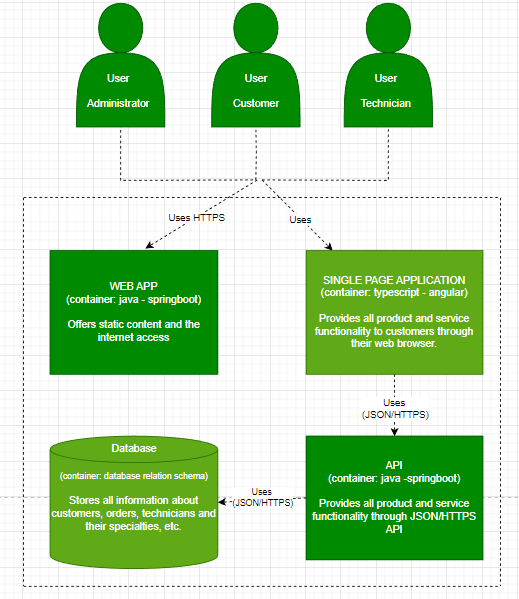 User
Administrator
User
Customer
User
Technician
Uses HTTPS
Uses
WEB APP
(container: java - springboot)
Offers static content and the
internet access
SINGLE PAGE APPLICATION
(container: typescript - angular)
Provides all product and service
functionality to customers through
their web browser.
Uses
(JSON/HTTPS)
Database
(container: database relation schema)
Stores all information about
customers, orders, technicians and
their specialties, etc.
Uses
(JSON/HTTPS)
API
(container: java -springboot)
Provides all product and service
functionality through JSON/HTTPS
API